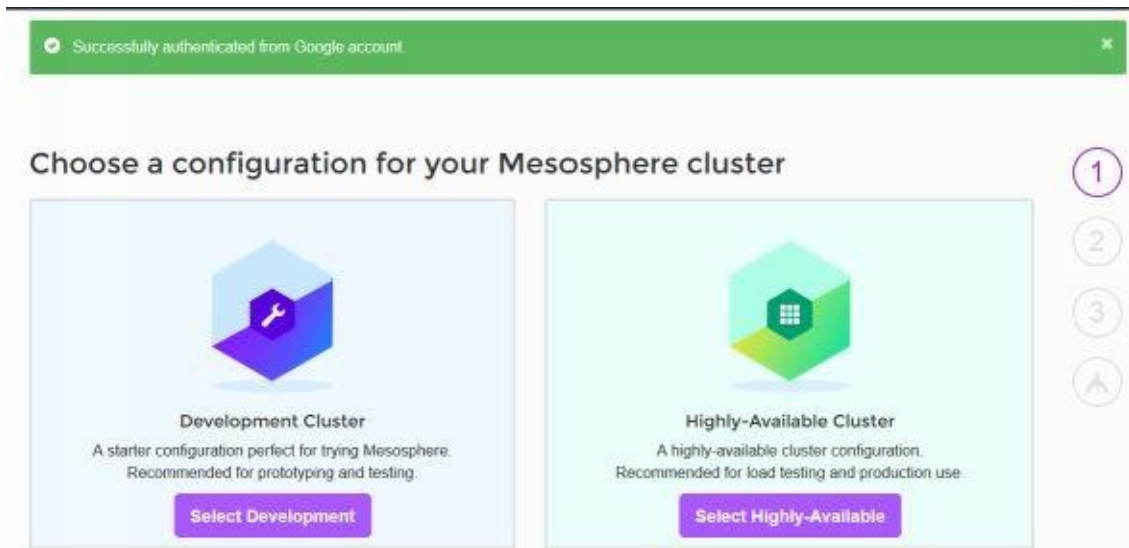 Successfully authenticated from Google account.
×
Choose a configuration for your Mesosphere cluster
1
2
3
Development Cluster
A starter configuration perfect for trying Mesosphere.
Recommended for prototyping and testing.
Select Development
Highly-Available Cluster
A highly-available cluster configuration.
Recommended for load testing and production use.
Select Highly-Available